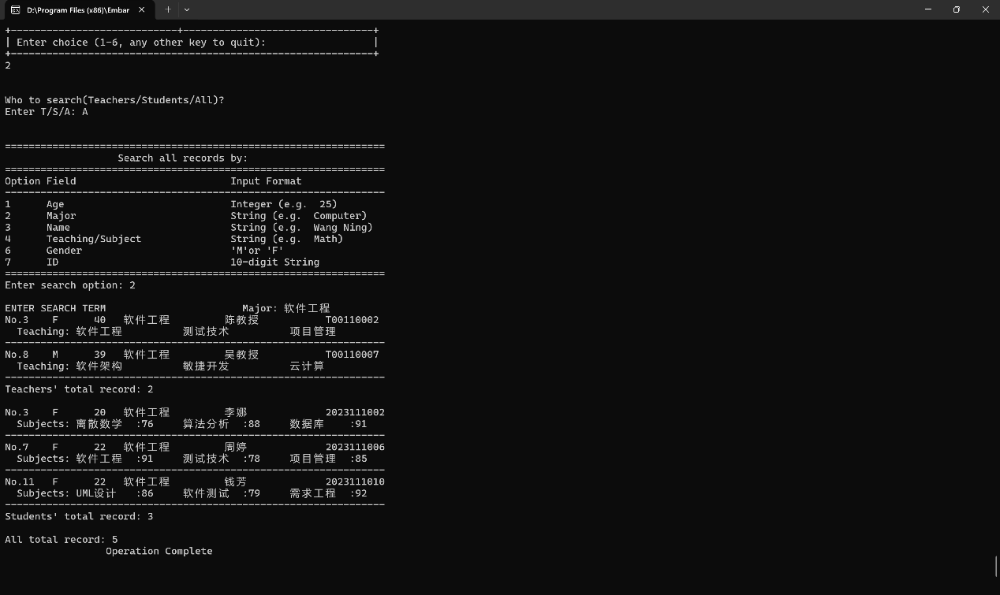 D:\Program Files (x86)\Embar
+----------------------------+--------------------------------+
| Enter choice (1-6, any other key to quit):                  |
+-------------------------------------------------------------+
2
Who to search(Teachers/Students/All)?
Enter T/S/A: A
================================================================
Search all records by:
================================================================
Option Field                          Input Format
----------------------------------------------------------------
1      Age                            Integer (e.g.  25)
2      Major                          String (e.g.  Computer)
3      Name                           String (e.g.  Wang Ning)
4      Teaching/Subject               String (e.g.  Math)
6      Gender                         'M'or 'F'
7      ID                             10-digit String
================================================================
Enter search option: 2
ENTER SEARCH TERM                       Major: 软件工程
No.3    F      40   软件工程         陈教授           T00110002
Teaching: 软件工程          测试技术          项目管理
----------------------------------------------------------------
No.8    M      39   软件工程         吴教授           T00110007
Teaching: 软件架构          敏捷开发          云计算
----------------------------------------------------------------
Teachers' total record: 2
No.3    F      20   软件工程         李娜             2023111002
Subjects: 离散数学  :76     算法分析  :88     数据库    :91
----------------------------------------------------------------
No.7    F      22   软件工程         周婷             2023111006
Subjects: 软件工程  :91     测试技术  :78     项目管理  :85
----------------------------------------------------------------
No.11   F      22   软件工程         钱芳             2023111010
Subjects: UML设计   :86     软件测试  :79     需求工程  :92
----------------------------------------------------------------
Students' total record: 3
All total record: 5
Operation Complete